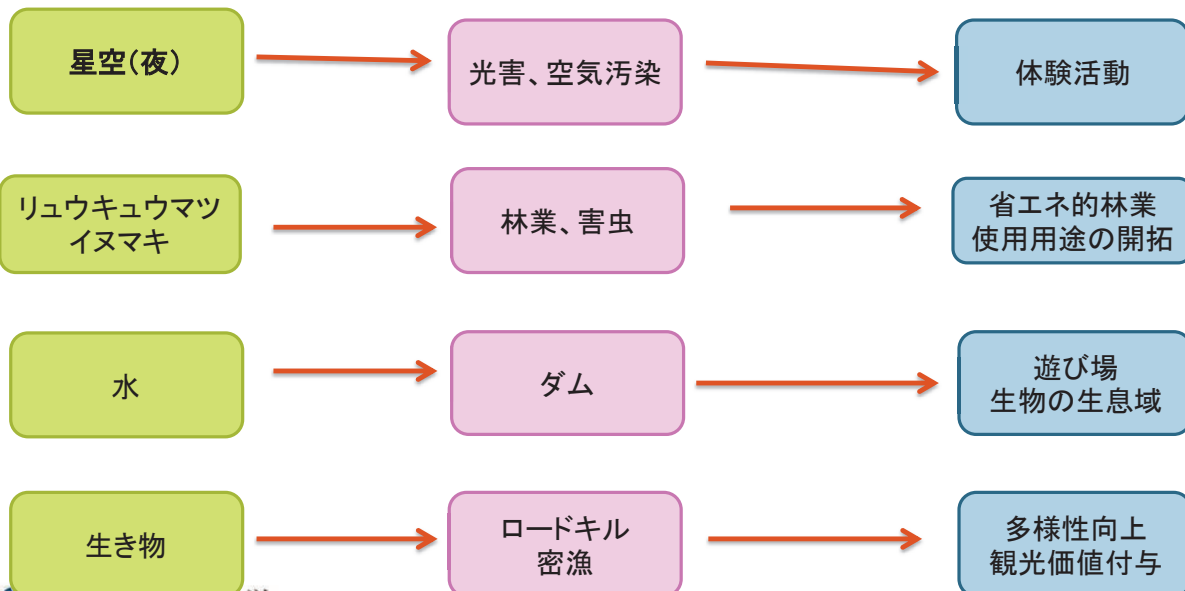 星空(夜)
光害、空気汚染
体験活動
リュウキュウマツ
イヌマキ
林業、害虫
省エネ的林業
使用用途の開拓
水
ダム
遊び場
生物の生息域
生き物
ロードキル
密漁
多様性向上
観光価値付与